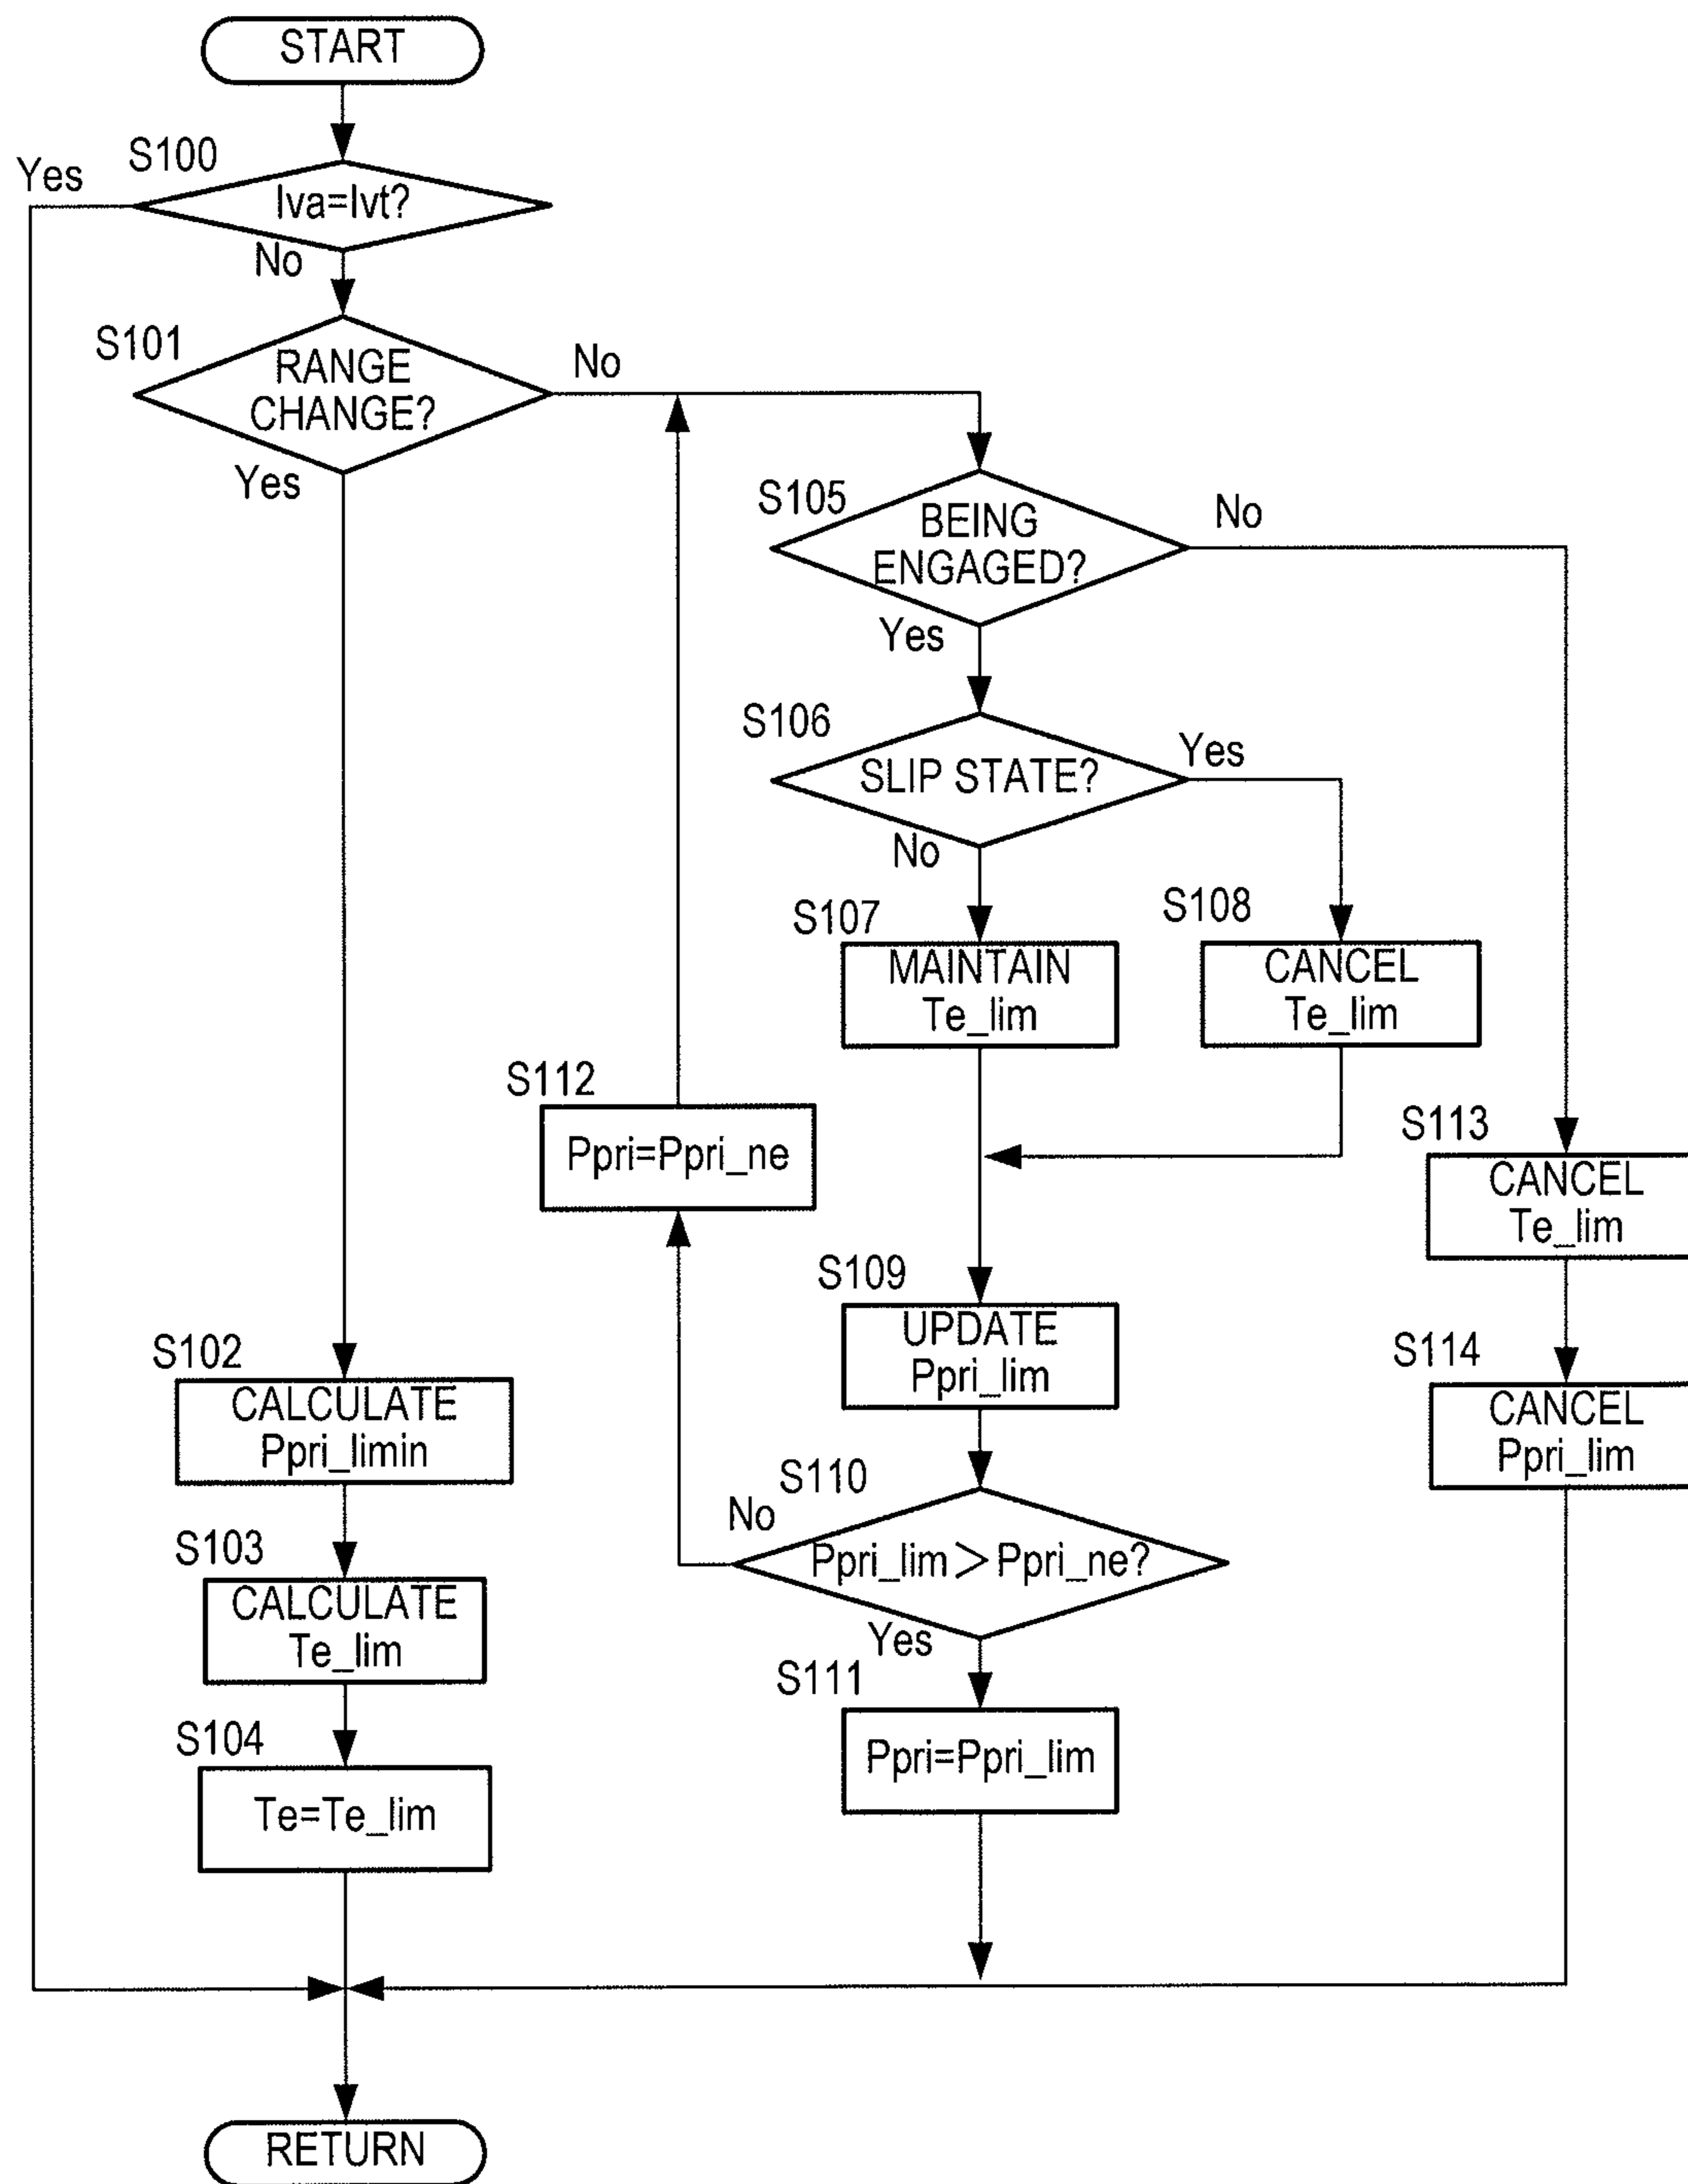 START
S100
Yes
Iva=Ivt?
No
S101
RANGE
CHANGE?
No
Yes
S105
BEING
ENGAGED?
No
Yes
S106
SLIP STATE?
Yes
No
S107
MAINTAIN
Te_lim
S108
CANCEL
Te_lim
S112
Ppri=Ppri_ne
S113
CANCEL
Te_lim
S109
UPDATE
Ppri_lim
S114
CANCEL
Ppri_lim
S102
CALCULATE
Ppri_limin
S110
No
Ppri_lim>Ppri_ne?
Yes
S103
CALCULATE
Te_lim
S111
Ppri=Ppri_lim
S104
Te=Te_lim
RETURN